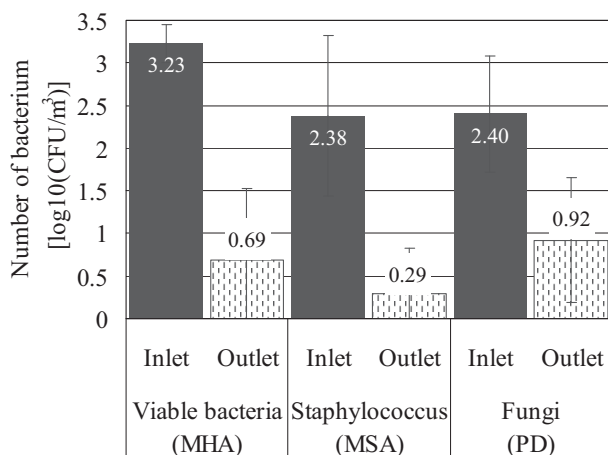 Number of bacterium
[log10(CFU/m³)]
3.5
3
2.5
2
1.5
1
0.5
0
3.23
0.69
2.38
0.29
2.40
0.92
Inlet Outlet Inlet Outlet Inlet Outlet
Viable bacteria Staphylococcus Fungi
(MHA) (MSA) (PD)